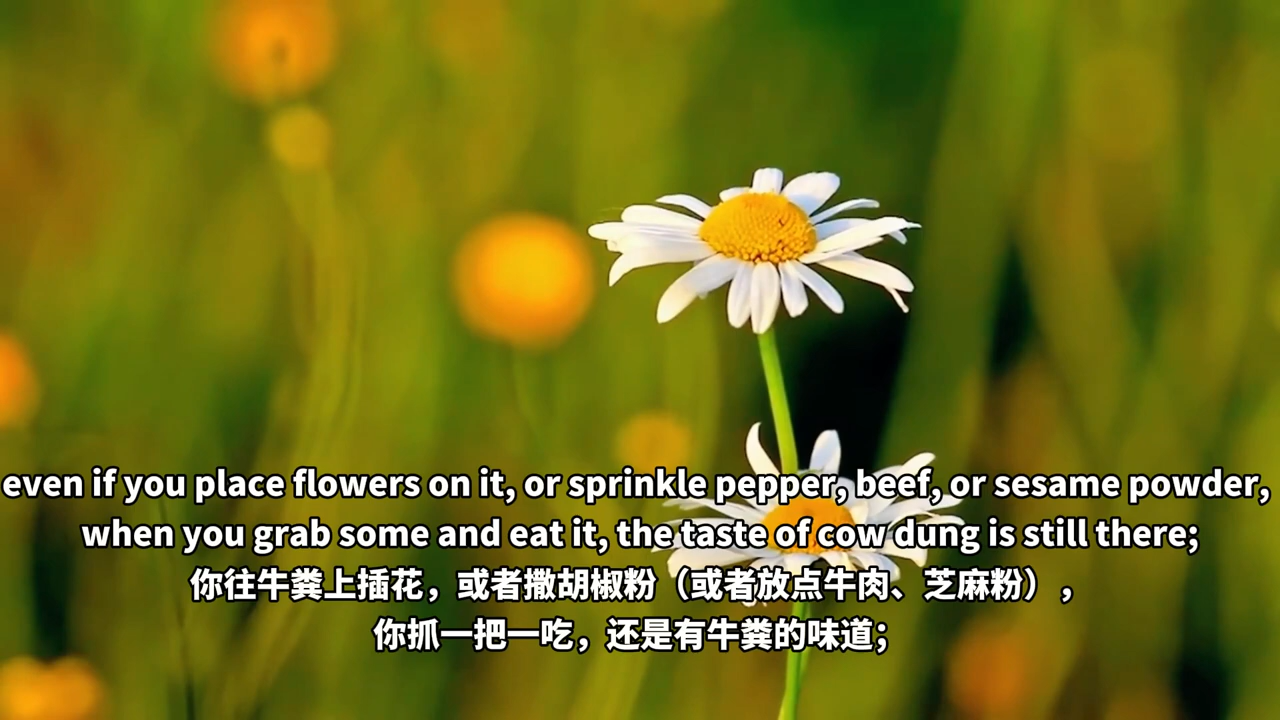 even if you place flowers on it, or sprinkle pepper, beef, or sesame powder,
when you grab some and eat it, the taste of cow dung is still there;
你往牛粪上插花，或者撒胡椒粉（或者放点牛肉、芝麻粉），
你抓一把一吃，还是有牛粪的味道；